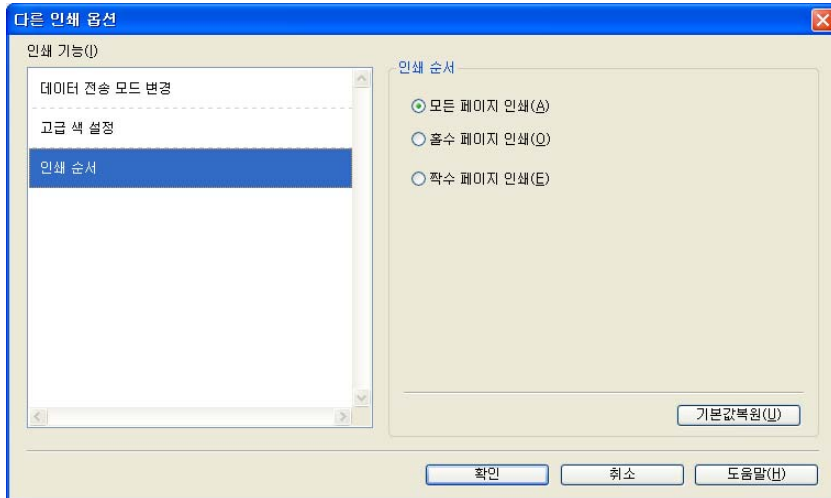 다른 인쇄 옵션
인쇄 기능(I)
데이터 전송 모드 변경
고급 색 설정
인쇄 순서
인쇄 순서
모든 페이지 인쇄(A)
홀수 페이지 인쇄(O)
짝수 페이지 인쇄(E)
기본값복원(U)
확인
취소
도움말(H)